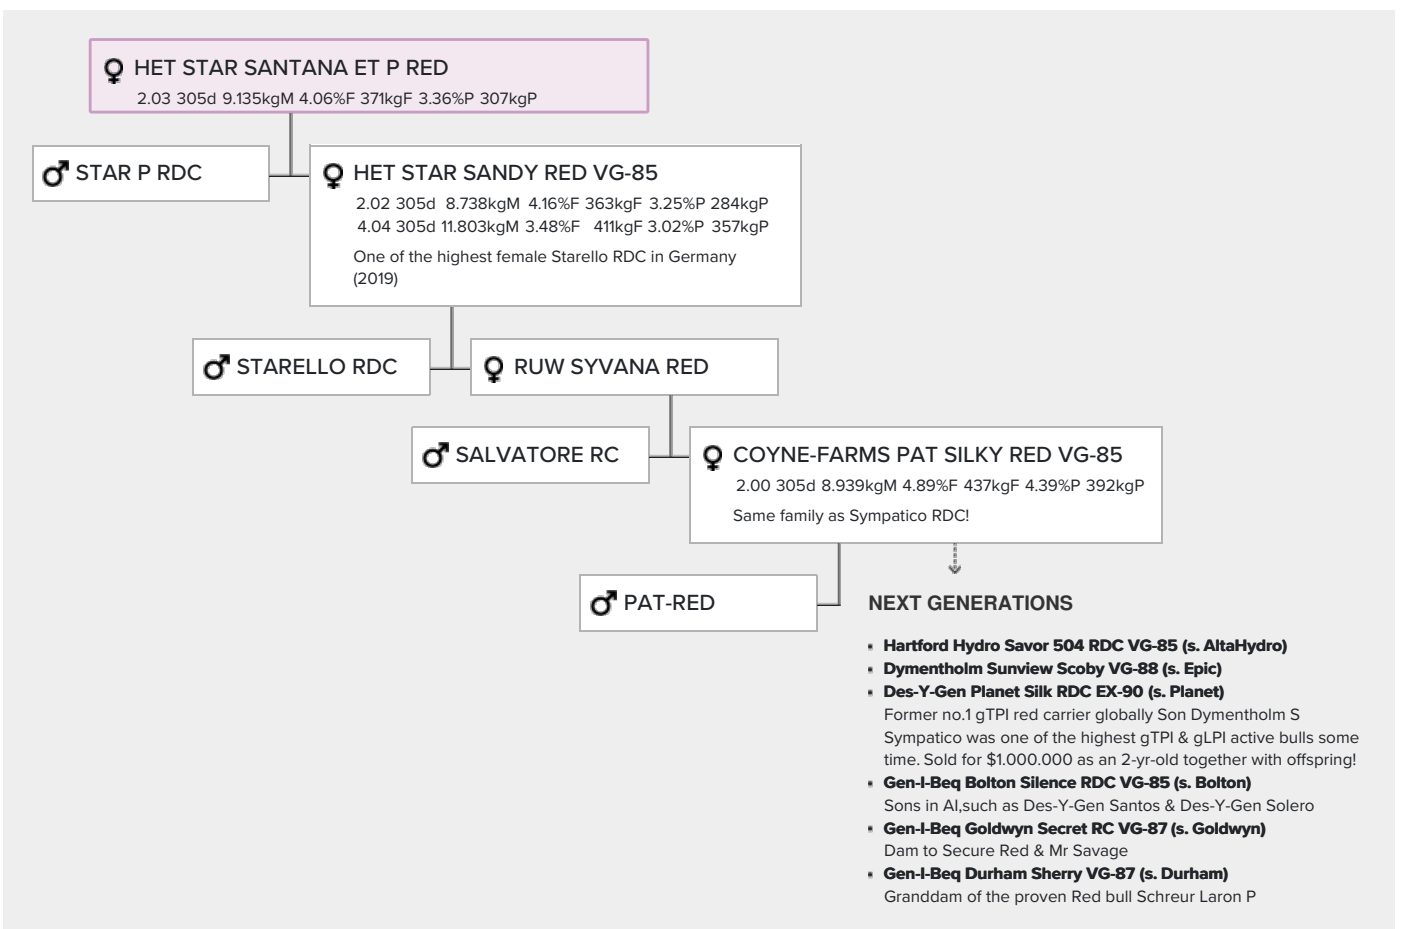 HET STAR SANTANA ET P RED
2.03 305d 9.135kgM 4.06%F 371kgF 3.36%P 307kgP
STAR P RDC
HET STAR SANDY RED VG-85
2.02 305d 8.738kgM 4.16%F 363kgF 3.25%P 284kgP
4.04 305d 11.803kgM 3.48%F 411kgF 3.02%P 357kgP
One of the highest female Starello RDC in Germany
(2019)
STARELLO RDC
RUW SYVANA RED
SALVATORE RC
COYNE-FARMS PAT SILKY RED VG-85
2.00 305d 8.939kgM 4.89%F 437kgF 4.39%P 392kgP
Same family as Sympatico RDC!
PAT-RED
NEXT GENERATIONS
Hartford Hydro Savor 504 RDC VG-85 (s. AltaHydro)
Dymentholm Sunview Scoby VG-88 (s. Epic)
Des-Y-Gen Planet Silk RDC EX-90 (s. Planet)
Former no.1 gTPI red carrier globally Son Dymentholm S
Sympatico was one of the highest gTPI & gLPI active bulls some
time. Sold for $1.000.000 as an 2-yr-old together with offspring!
Gen-I-Beq Bolton Silence RDC VG-85 (s. Bolton)
Sons in AI,such as Des-Y-Gen Santos & Des-Y-Gen Solero
Gen-I-Beq Goldwyn Secret RC VG-87 (s. Goldwyn)
Dam to Secure Red & Mr Savage
Gen-I-Beq Durham Sherry VG-87 (s. Durham)
Granddam of the proven Red bull Schreur Laron P